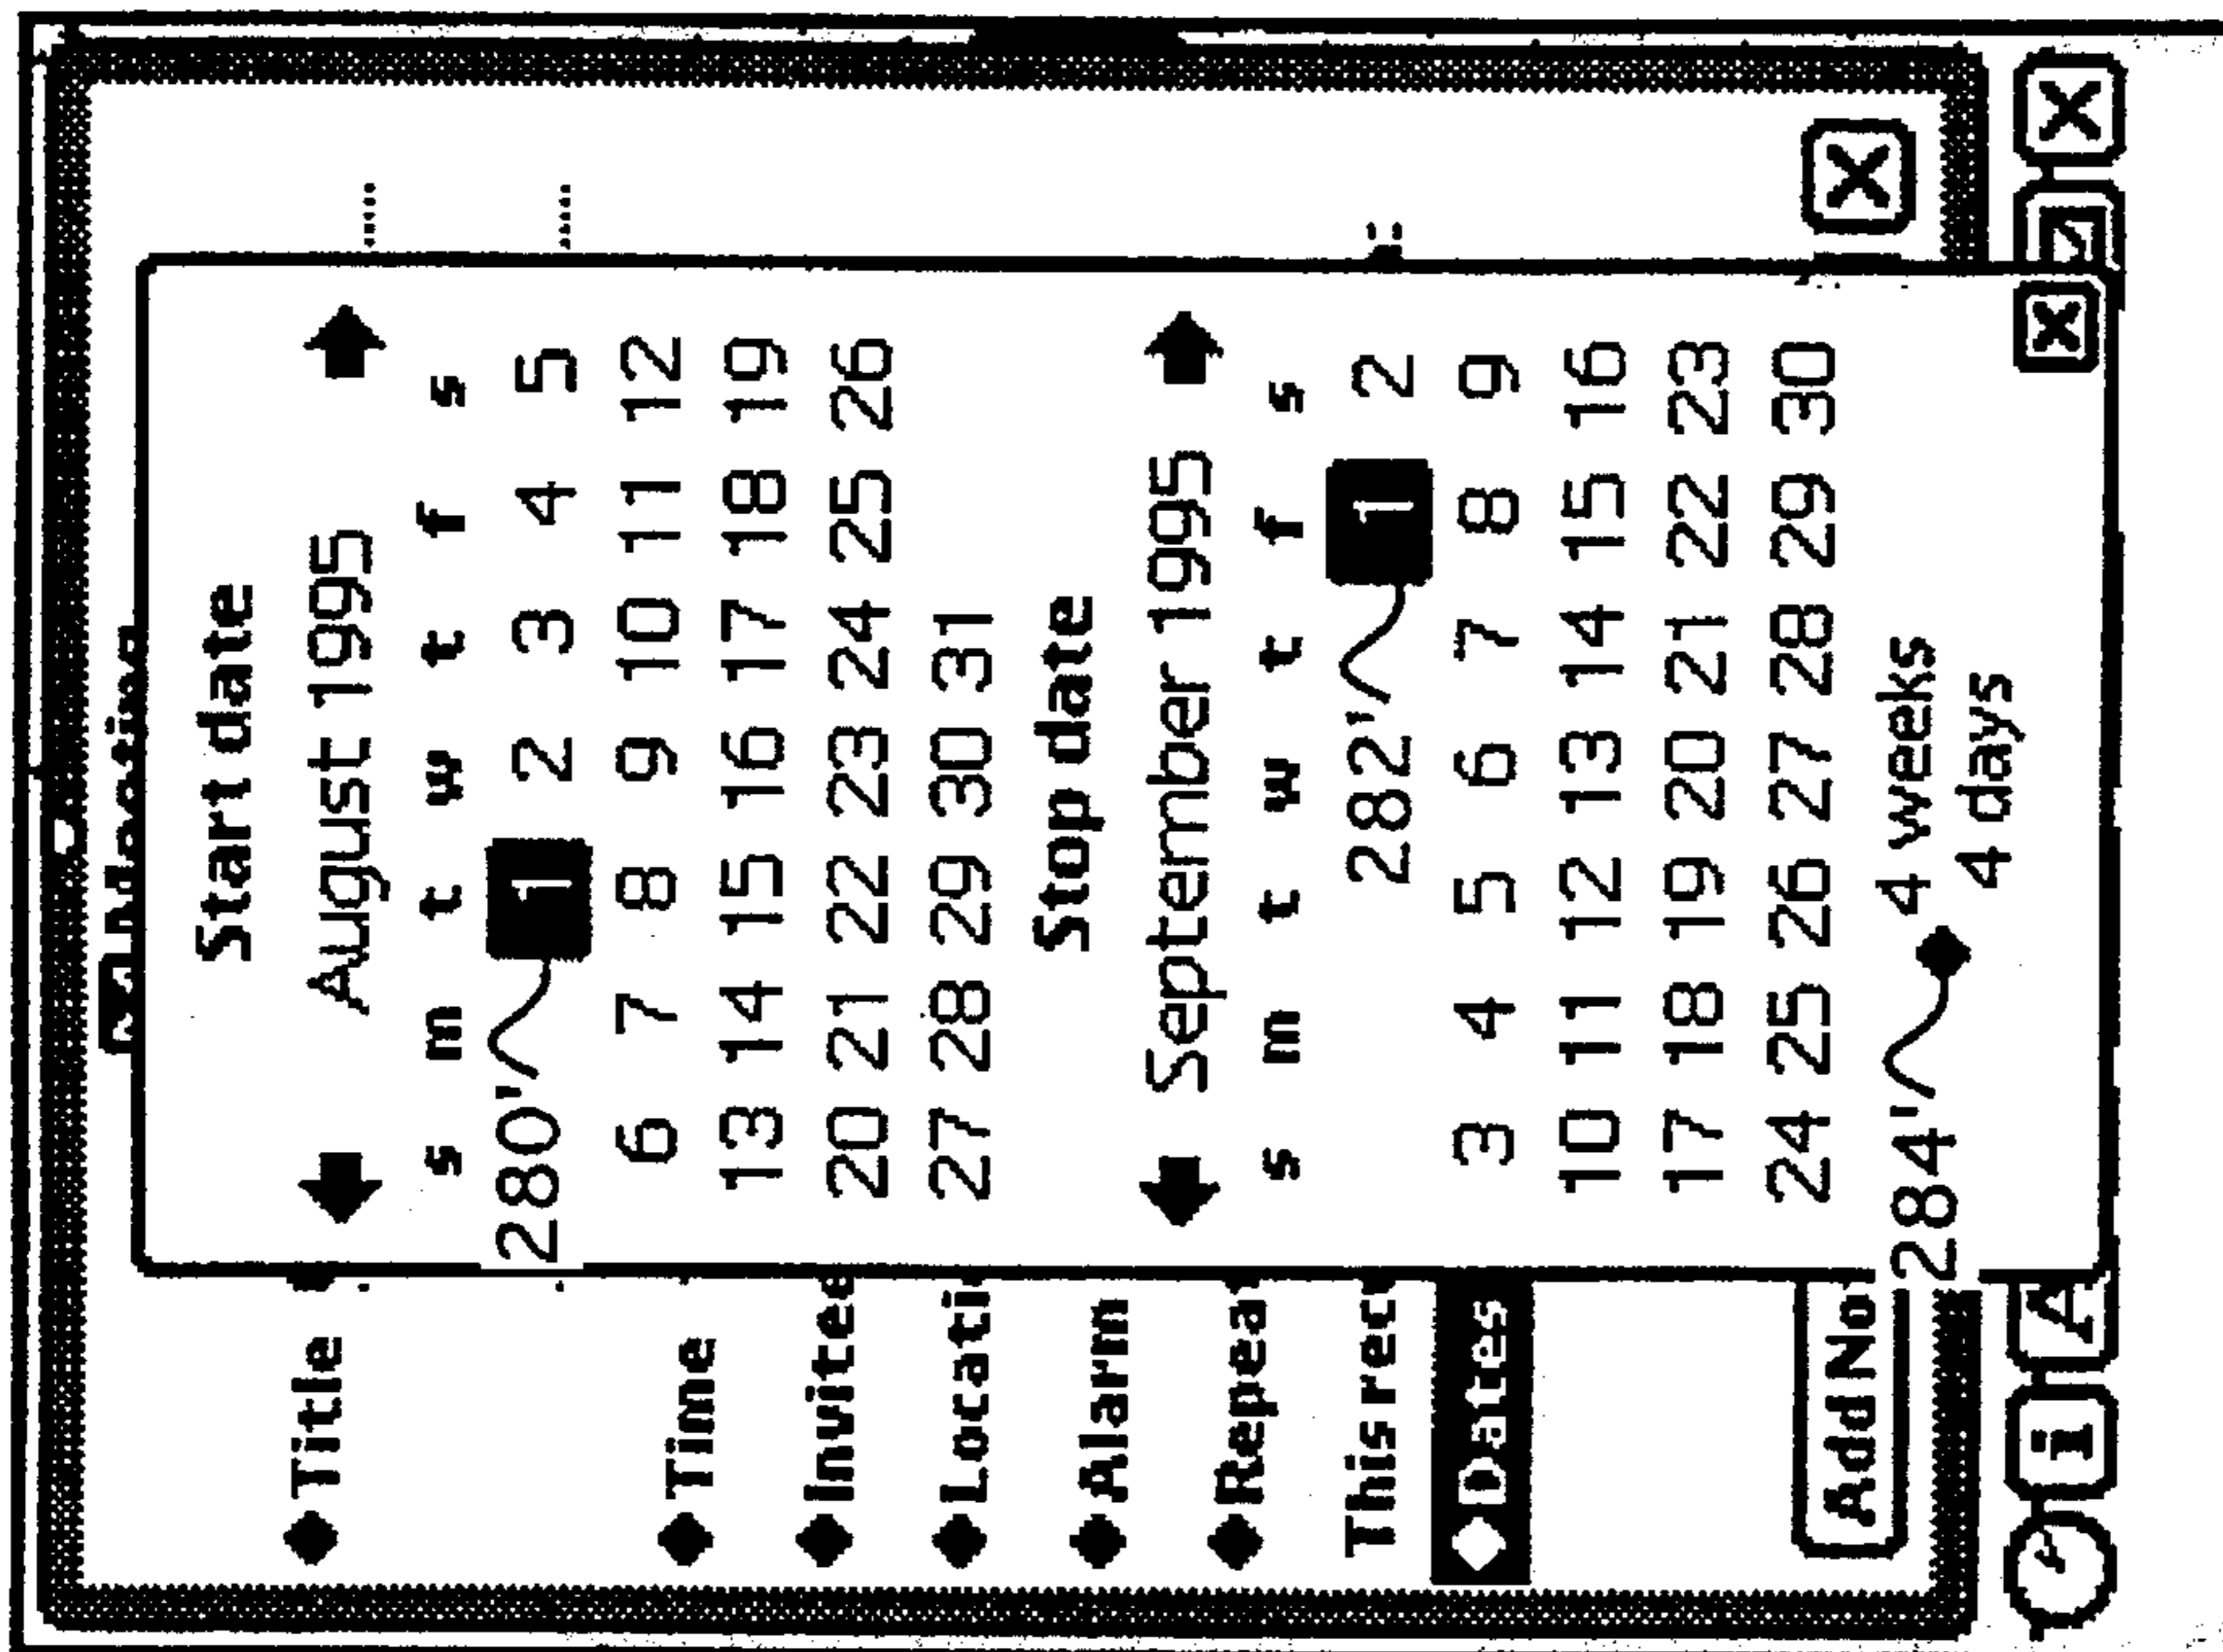 Meeting
Start date
August 1995
s m t w t f s
280' 1 2 3 4 5
6 7 8 9 10 11 12
13 14 15 16 17 18 19
20 21 22 23 24 25 26
27 28 29 30 31
Stop date
September 1995
s m t w t f s
282' 1 2
3 4 5 6 7 8 9
10 11 12 13 14 15 16
17 18 19 20 21 22 23
24 25 26 27 28 29 30
284' 4 weeks
4 days
Title
Time
Invitee
Locati
Alarm
Repea
This rec
Dates
Add No
i A